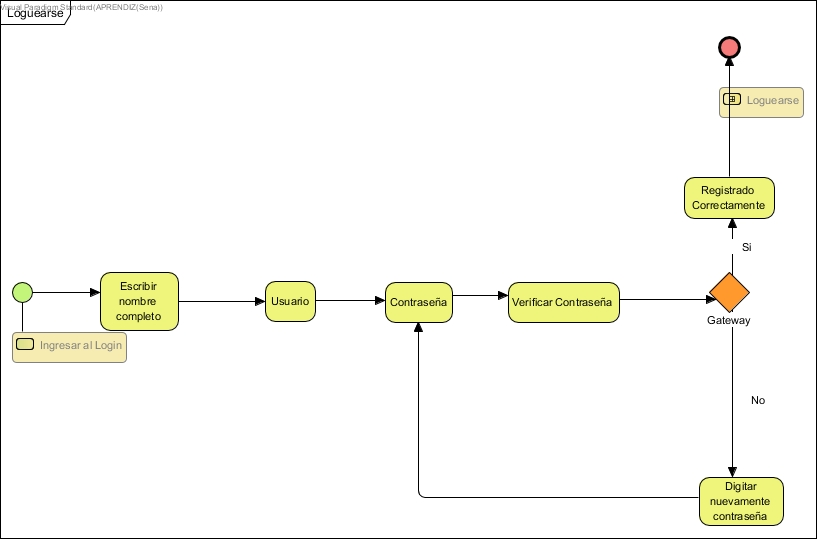 Visual Paradigm Standard(APRENDIZ(Sena))
Loguearse
Loguearse
Registrado
Correctamente
Si
Escribir
nombre
completo
Usuario
Contraseña
Verificar Contraseña
Gateway
Ingresar al Login
No
Digitar
nuevamente
contraseña